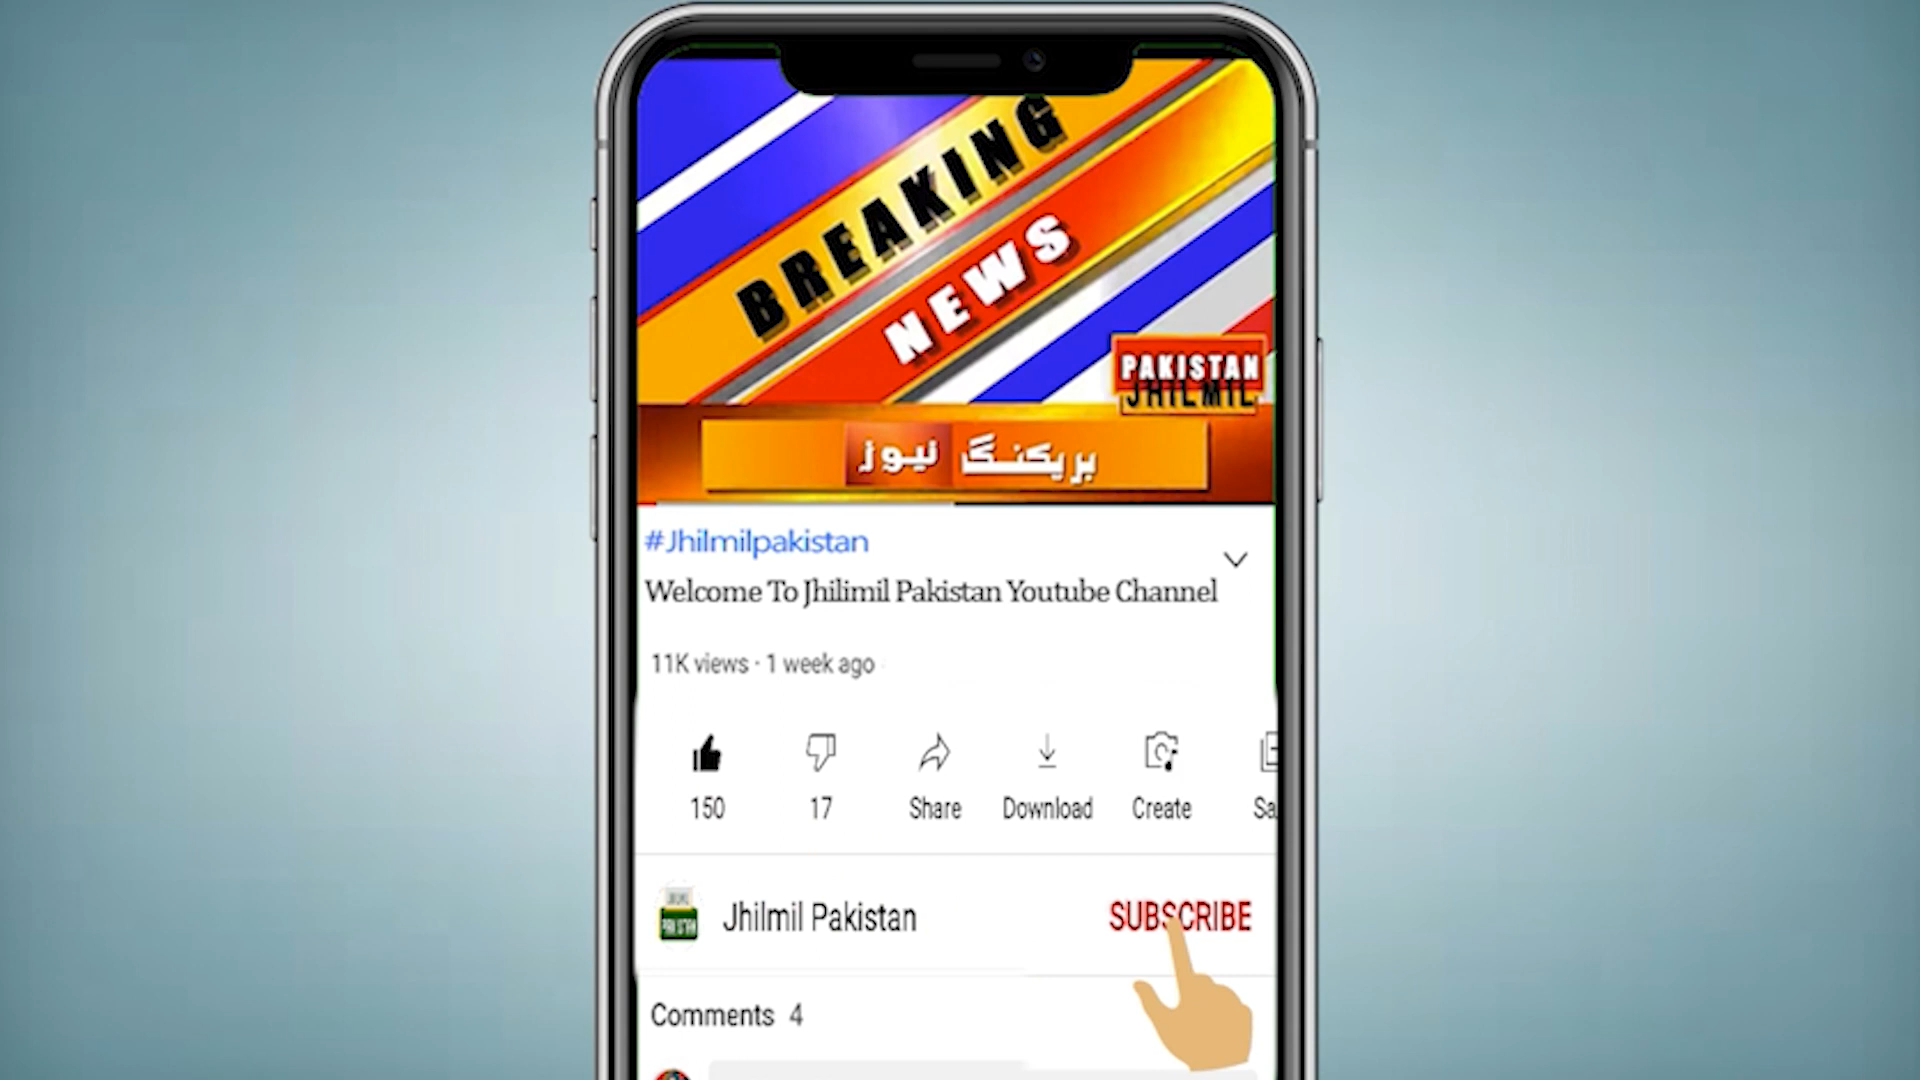 BREAKING
NEWS
PAKISTAN
JHILMIL
بریکنگ نیوز
#Jhilmilpakistan
Welcome To Jhilimil Pakistan Youtube Channel
11K views · 1 week ago
150
17
Share
Download
Create
Sa
Jhilmil Pakistan
SUBSCRIBE
Comments 4